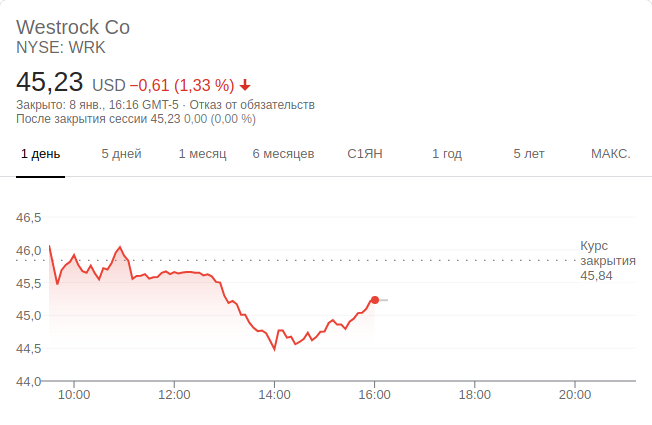 Westrock Co
NYSE: WRK
45,23 USD −0,61 (1,33 %)
Закрыто: 8 янв., 16:16 GMT-5 · Отказ от обязательств
После закрытия сессии 45,23 0,00 (0,00 %)
1 день 5 дней 1 месяц 6 месяцев С1ЯН 1 год 5 лет МАКС.
46,5
46,0
45,5
45,0
44,5
44,0
Курс
закрытия
45,84
10:00 12:00 14:00 16:00 18:00 20:00